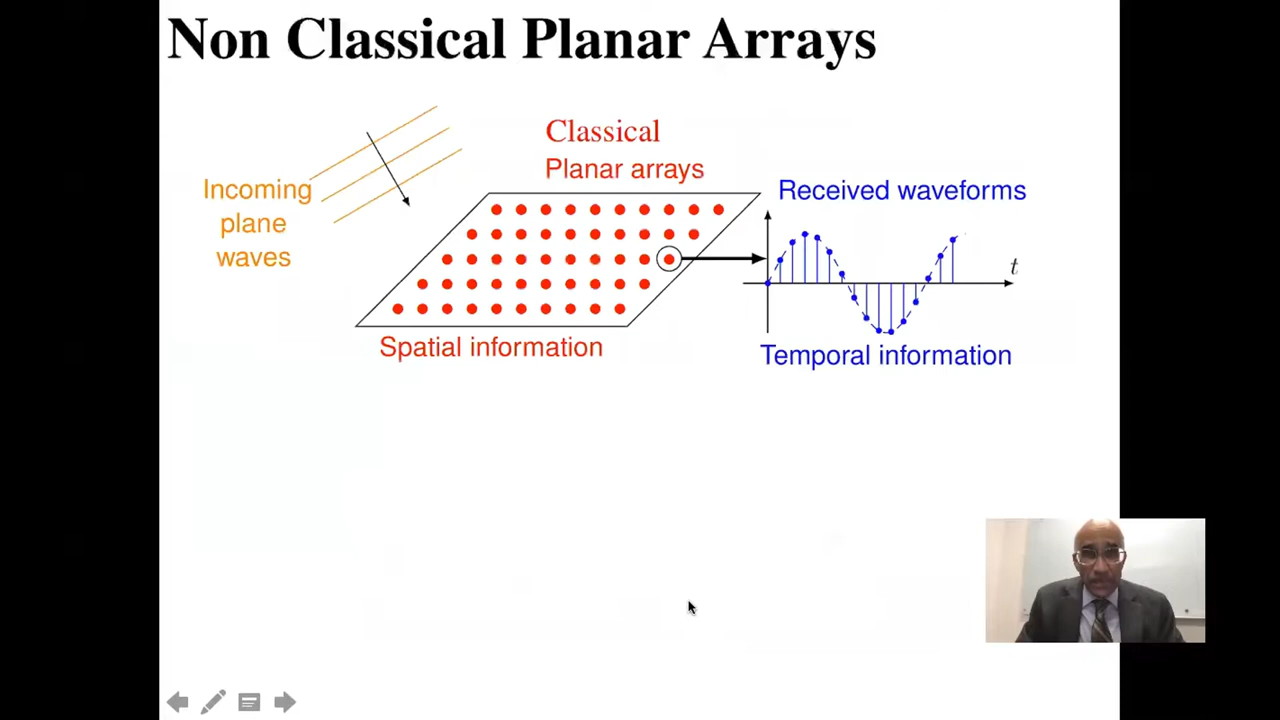 Non Classical Planar Arrays
Classical
Planar arrays
Incoming
plane
waves
Received waveforms
t
Spatial information
Temporal information